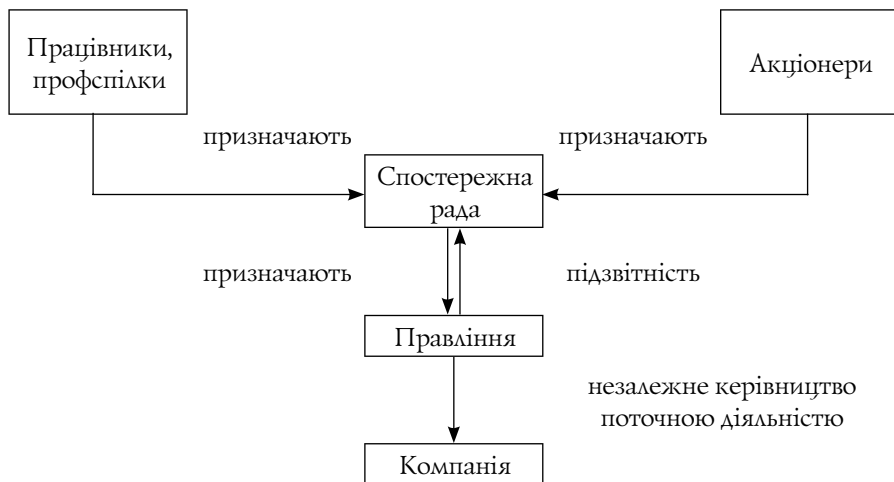 Працівники,
профспілки
Акціонери
призначають
призначають
Спостережна
рада
призначають
підзвітність
Правління
незалежне керівництво
поточною діяльністю
Компанія